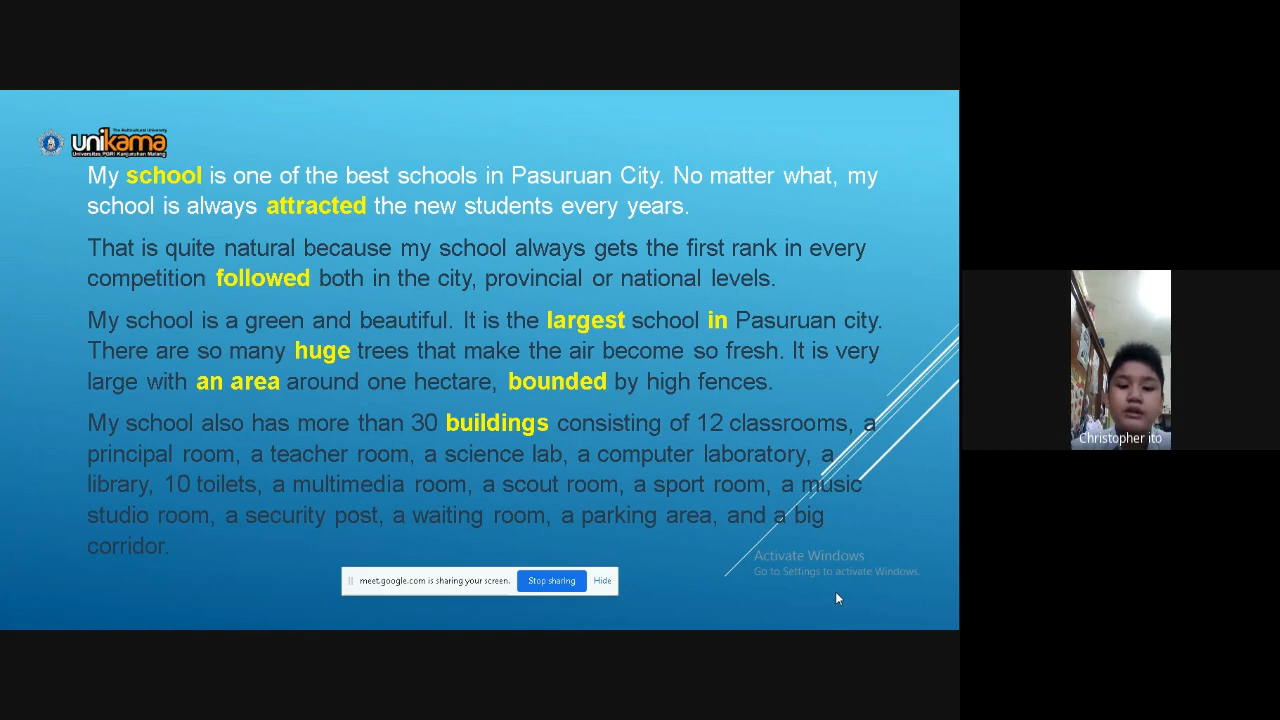 The Multicultural University
unikama
Universitas PGRI Kanjuruhan Malang
My school is one of the best schools in Pasuruan City. No matter what, my
school is always attracted the new students every years.
That is quite natural because my school always gets the first rank in every
competition followed both in the city, provincial or national levels.
My school is a green and beautiful. It is the largest school in Pasuruan city.
There are so many huge trees that make the air become so fresh. It is very
large with an area around one hectare, bounded by high fences.
My school also has more than 30 buildings consisting of 12 classrooms, a
principal room, a teacher room, a science lab, a computer laboratory, a
library, 10 toilets, a multimedia room, a scout room, a sport room, a music
studio room, a security post, a waiting room, a parking area, and a big
corridor.
Activate Windows
Go to Settings to activate Windows.
meet.google.com is sharing your screen. Stop sharing Hide
Christopher ito